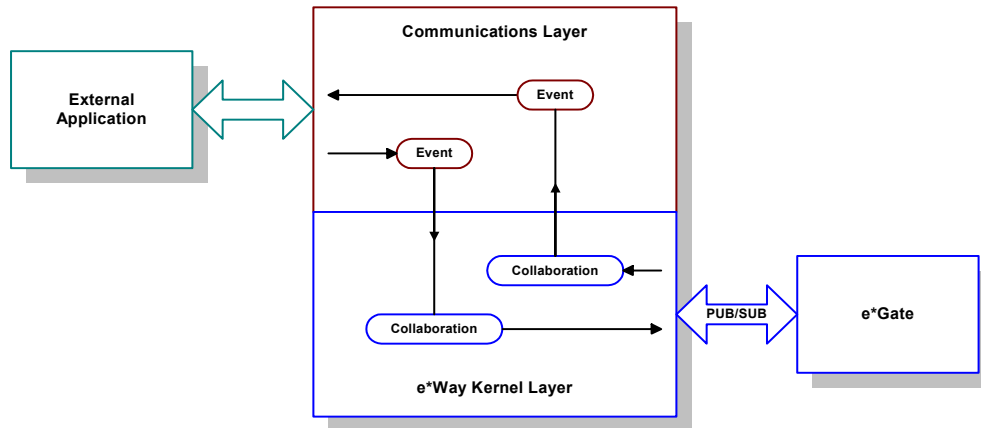 Communications Layer
External
Application
Event
Event
Collaboration
Collaboration
PUB/SUB
e*Gate
e*Way Kernel Layer